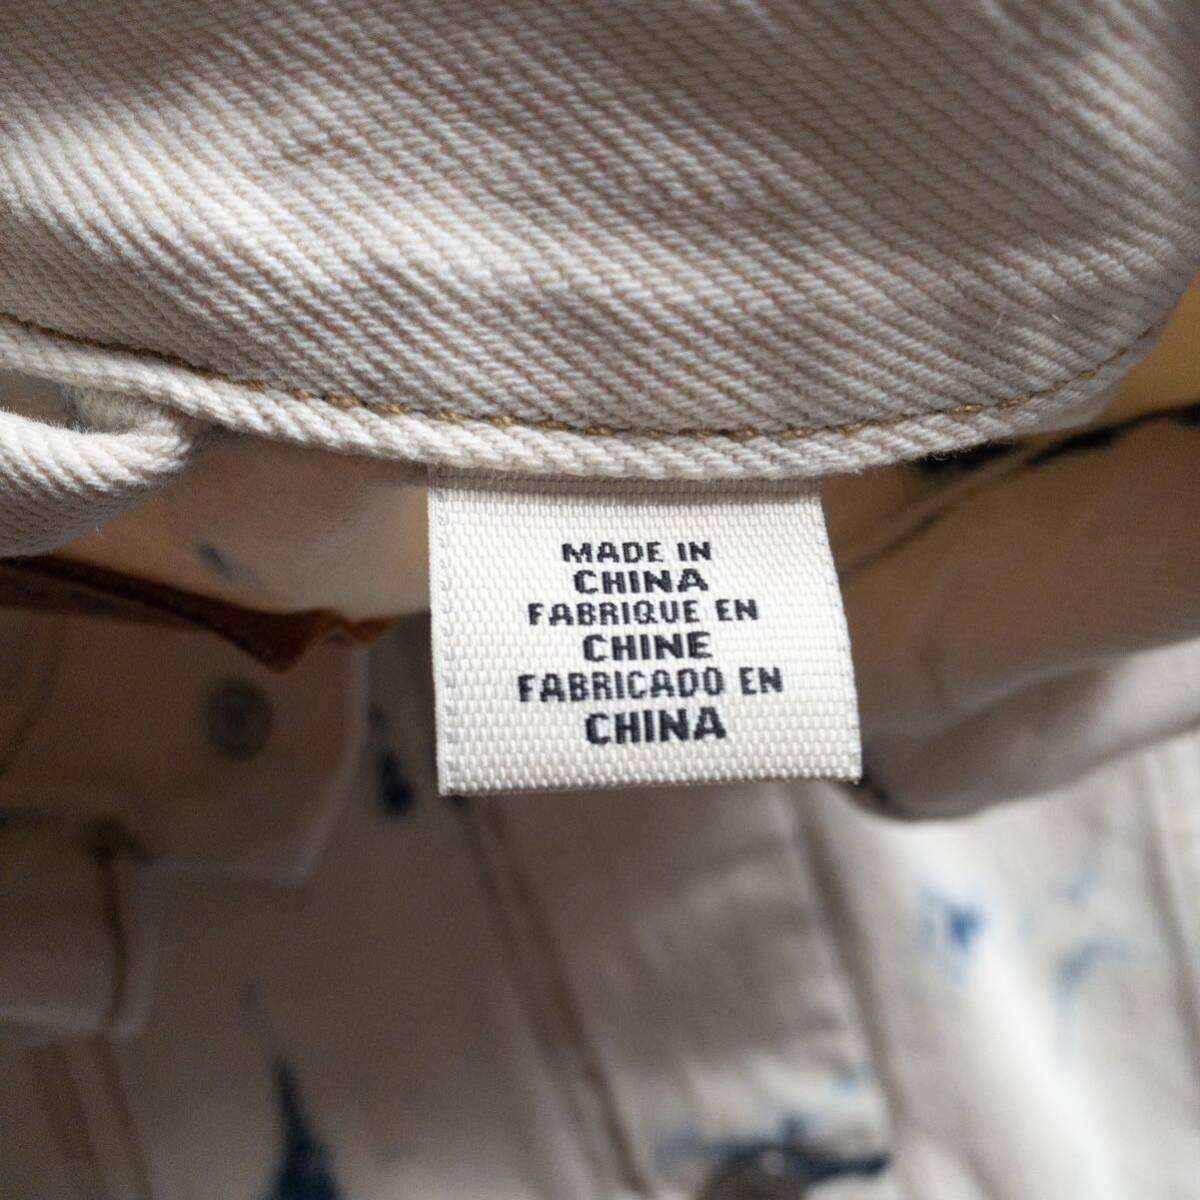 MADE IN
CHINA
FABRIQUE EN
CHINE
FABRICADO EN
CHINA